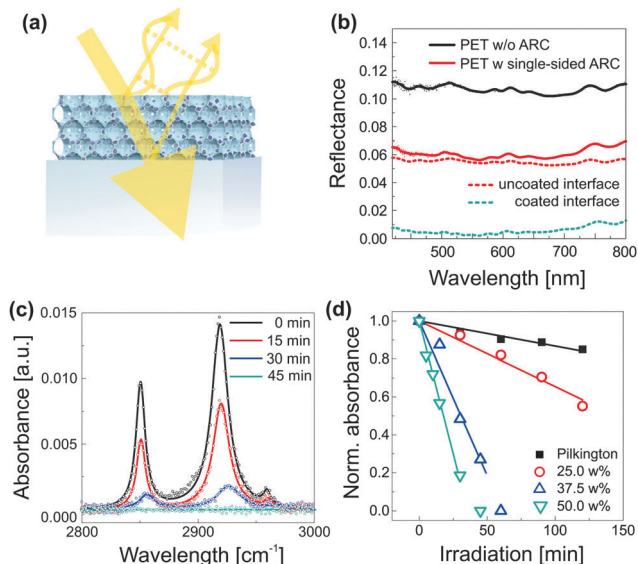 (a)
(b)
0.14
0.12
0.10
0.08
0.06
0.04
0.02
0.00
PET w/o ARC
PET w single-sided ARC
uncoated interface
coated interface
500
600
700
800
Reflectance
Wavelength [nm]
(c)
0.015
0.010
0.005
0.000
0 min
15 min
30 min
45 min
2800
2900
3000
Absorbance [a.u.]
Wavelength [cm⁻¹]
(d)
1.0
0.8
0.6
0.4
0.2
0.0
Pilkington
25.0 w%
37.5 w%
50.0 w%
0
50
100
150
Norm. absorbance
Irradiation [min]